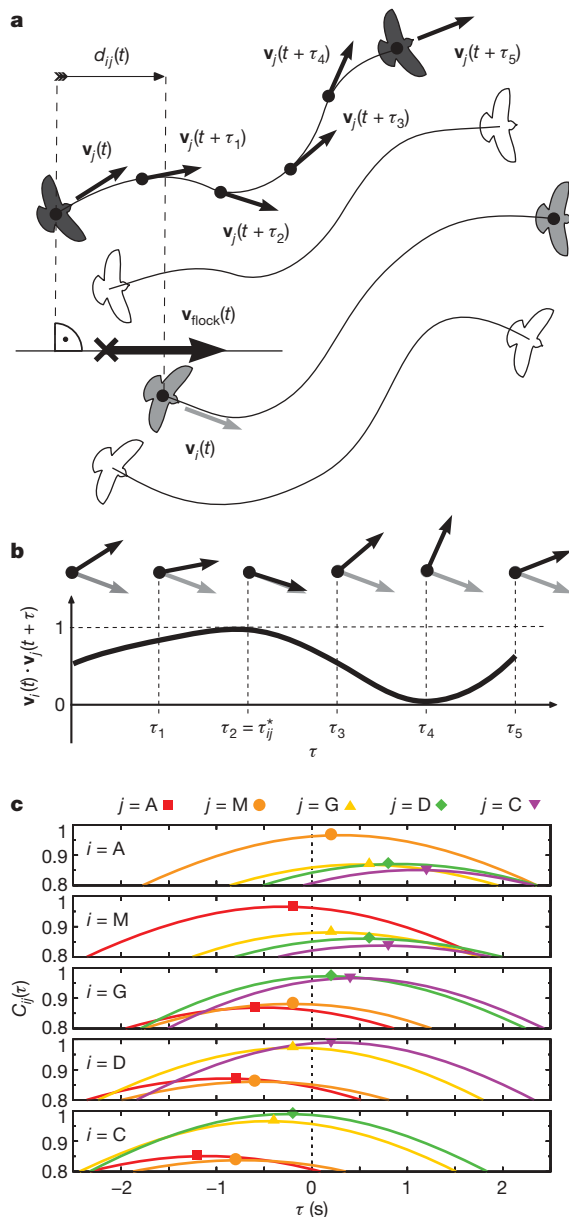 a
d_ij(t)
v_j(t + τ_4)
v_j(t + τ_5)
v_j(t)
v_j(t + τ_1)
v_j(t + τ_3)
v_j(t + τ_2)
v_flock(t)
v_i(t)
b
v_i(t) · v_j(t + τ)
1
0
τ_1 τ_2 = τ*_ij τ_3 τ_4 τ_5
τ
c
j = A j = M j = G j = D j = C
C_ij(τ)
1
0.9
0.8
i = A
1
0.9
0.8
i = M
1
0.9
0.8
i = G
1
0.9
0.8
i = D
1
0.9
0.8
i = C
−2 −1 0 1 2
τ (s)